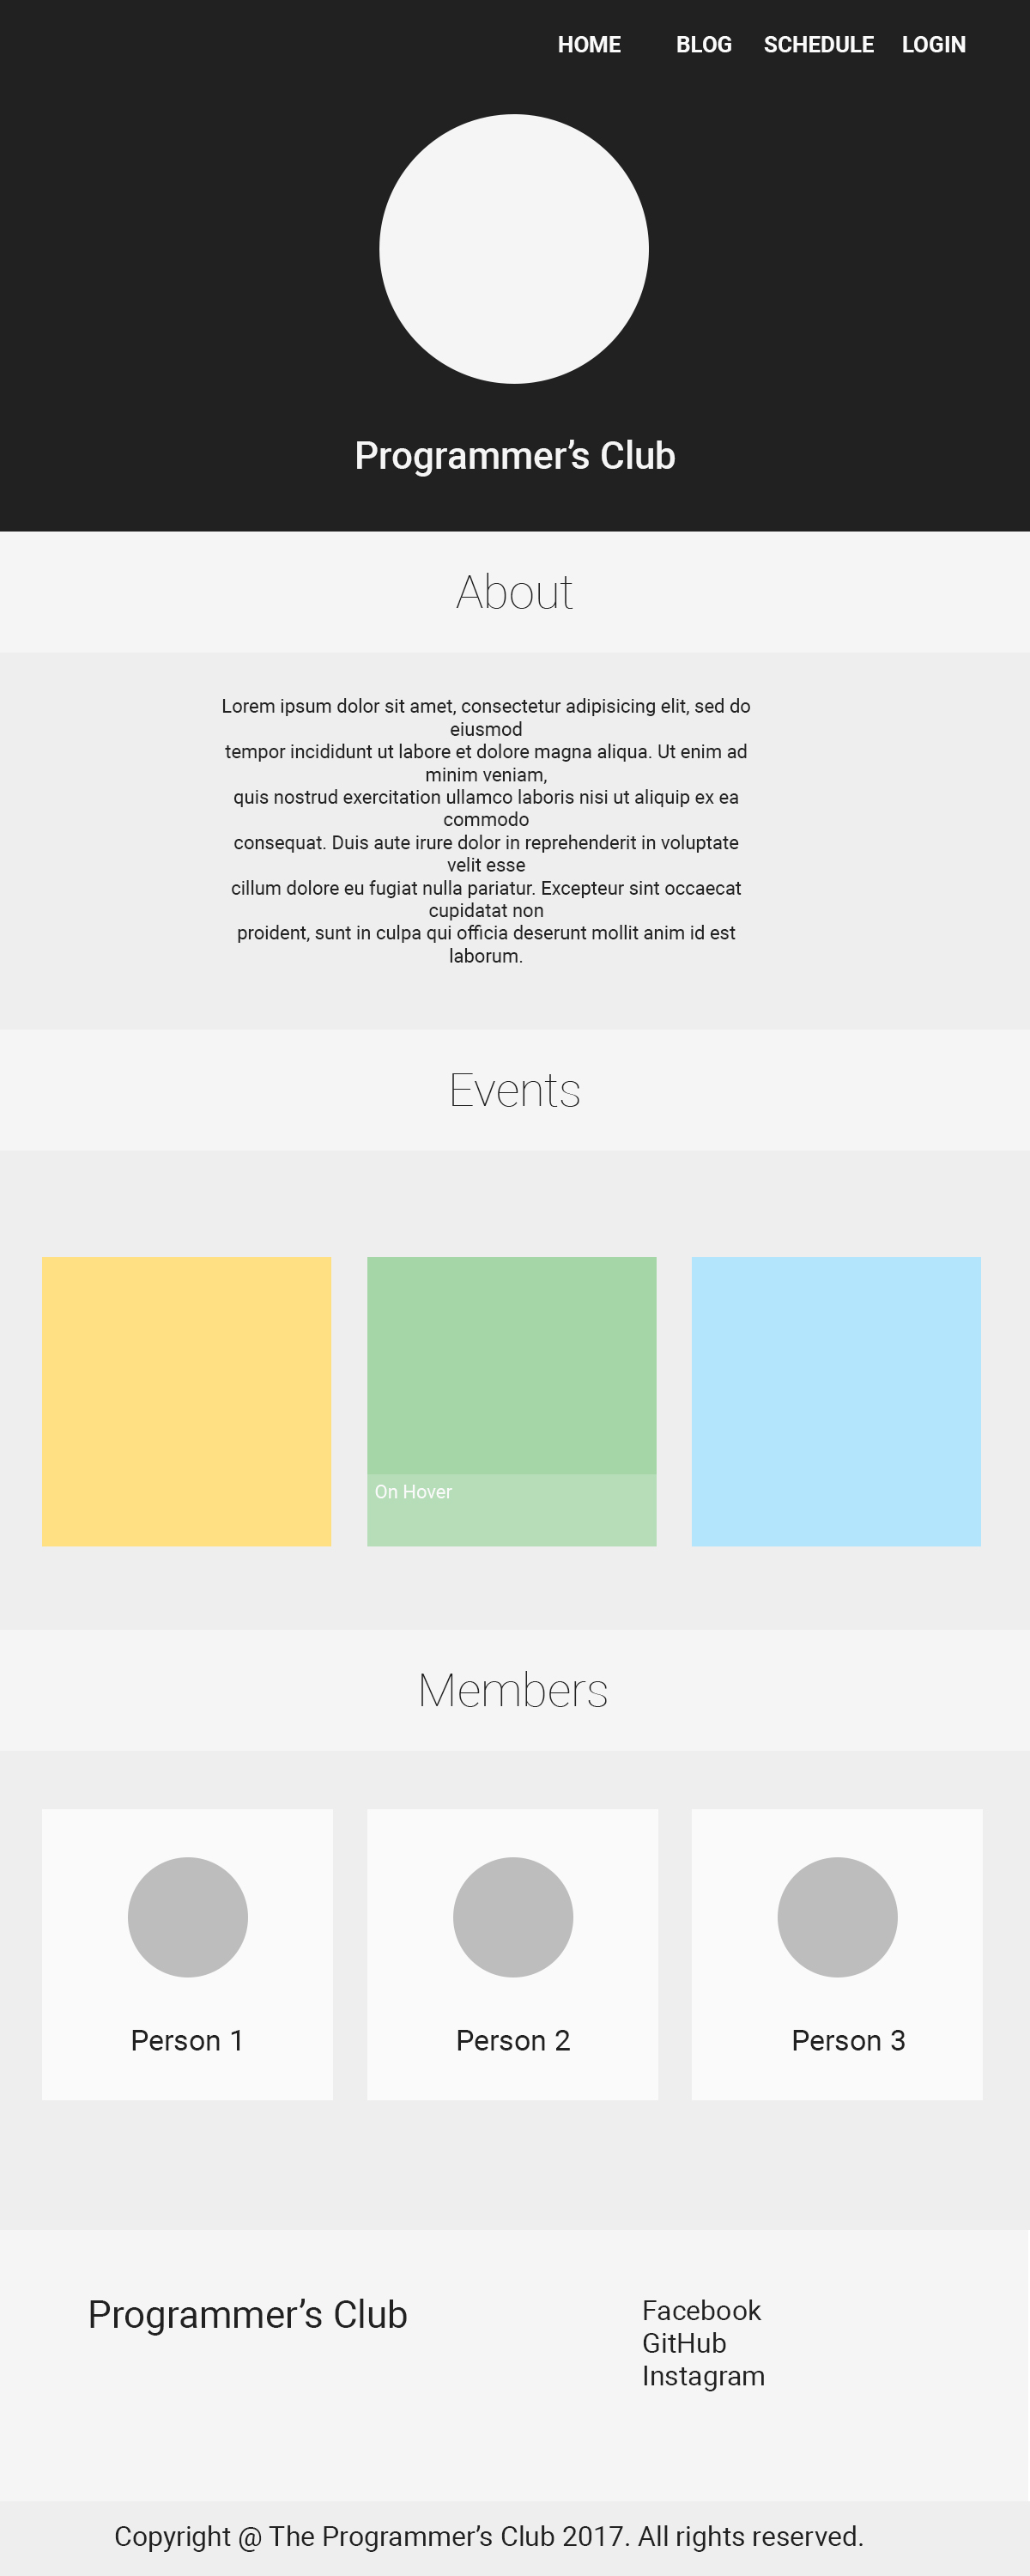 HOME BLOG SCHEDULE LOGIN
Programmer’s Club
About
Lorem ipsum dolor sit amet, consectetur adipisicing elit, sed do
eiusmod
tempor incididunt ut labore et dolore magna aliqua. Ut enim ad
minim veniam,
quis nostrud exercitation ullamco laboris nisi ut aliquip ex ea
commodo
consequat. Duis aute irure dolor in reprehenderit in voluptate
velit esse
cillum dolore eu fugiat nulla pariatur. Excepteur sint occaecat
cupidatat non
proident, sunt in culpa qui officia deserunt mollit anim id est
laborum.
Events
On Hover
Members
Person 1 Person 2 Person 3
Programmer’s Club
Facebook
GitHub
Instagram
Copyright @ The Programmer’s Club 2017. All rights reserved.